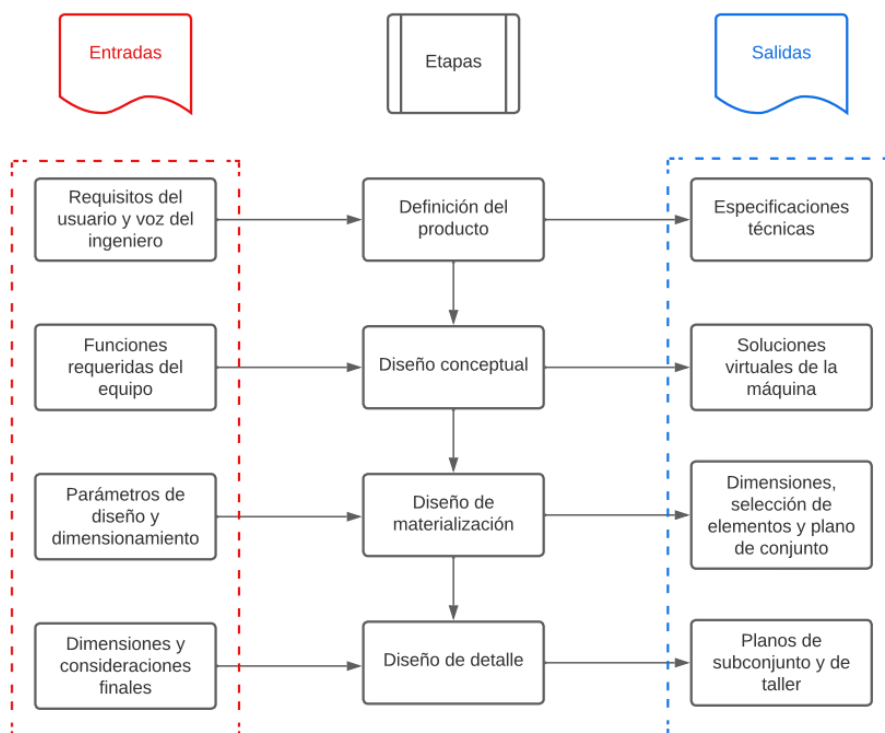 Entradas
Etapas
Salidas
Requisitos del
usuario y voz del
ingeniero
Definición del
producto
Especificaciones
técnicas
Funciones
requeridas del
equipo
Diseño conceptual
Soluciones
virtuales de la
máquina
Parámetros de
diseño y
dimensionamiento
Diseño de
materialización
Dimensiones,
selección de
elementos y plano
de conjunto
Dimensiones y
consideraciones
finales
Diseño de detalle
Planos de
subconjunto y de
taller